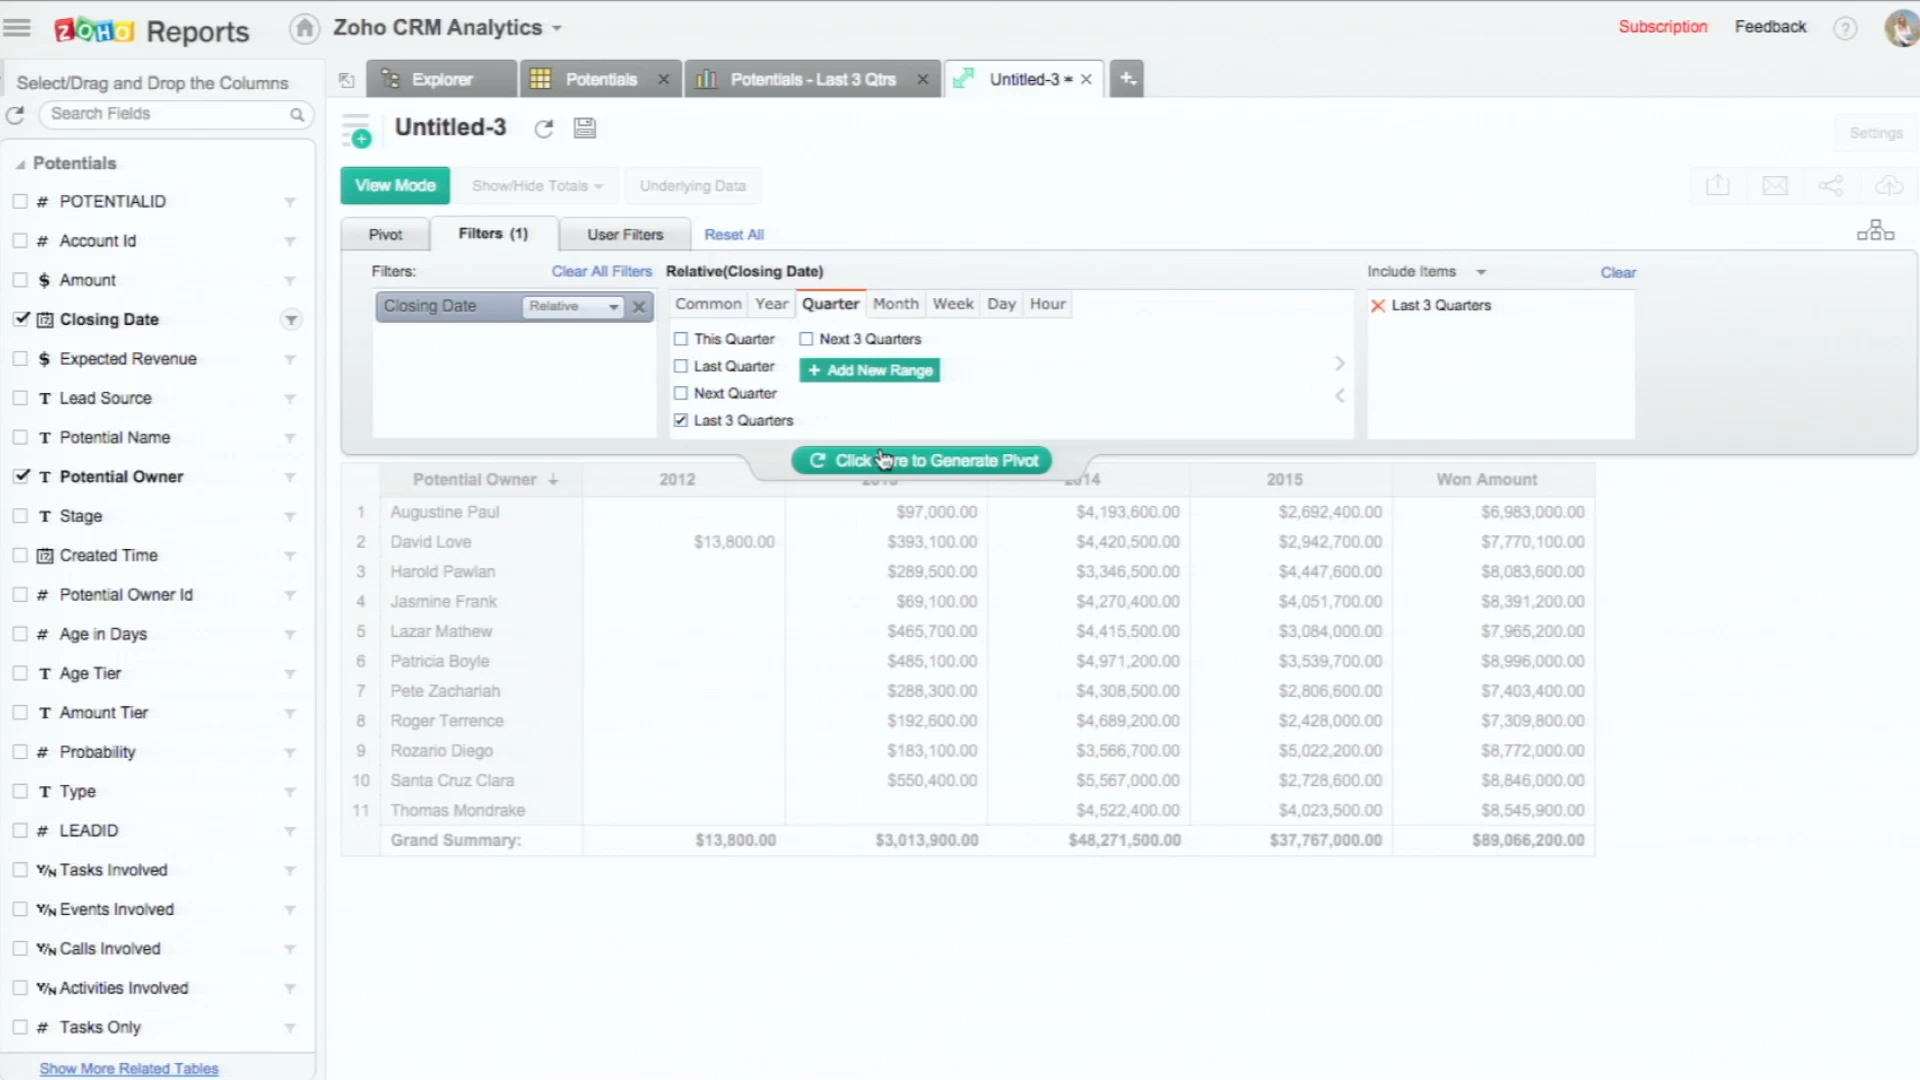 ZOHO Reports
Zoho CRM Analytics
Subscription
Feedback
?
Select/Drag and Drop the Columns
Search Fields
Explorer
Potentials
Potentials - Last 3 Qtrs
Untitled-3 *
Untitled-3
Settings
View Mode
Show/Hide Totals
Underlying Data
Pivot
Filters (1)
User Filters
Reset All
Filters:
Clear All Filters
Closing Date
Relative
Relative(Closing Date)
Common
Year
Quarter
Month
Week
Day
Hour
This Quarter
Next 3 Quarters
Last Quarter
+ Add New Range
Next Quarter
Last 3 Quarters
Include Items
Clear
Last 3 Quarters
Click to Generate Pivot
Potentials
# POTENTIALID
# Account Id
$ Amount
Closing Date
$ Expected Revenue
T Lead Source
T Potential Name
T Potential Owner
T Stage
Created Time
# Potential Owner Id
# Age in Days
T Age Tier
T Amount Tier
# Probability
T Type
# LEADID
Y/N Tasks Involved
Y/N Events Involved
Y/N Calls Involved
Y/N Activities Involved
# Tasks Only
Show More Related Tables
Potential Owner 2012 2015 Won Amount
1 Augustine Paul $97,000.00 $4,193,600.00 $2,692,400.00 $6,983,000.00
2 David Love $13,800.00 $393,100.00 $4,420,500.00 $2,942,700.00 $7,770,100.00
3 Harold Pawlan $289,500.00 $3,346,500.00 $4,447,600.00 $8,083,600.00
4 Jasmine Frank $69,100.00 $4,270,400.00 $4,051,700.00 $8,391,200.00
5 Lazar Mathew $465,700.00 $4,415,500.00 $3,084,000.00 $7,965,200.00
6 Patricia Boyle $485,100.00 $4,971,200.00 $3,539,700.00 $8,996,000.00
7 Pete Zachariah $288,300.00 $4,308,500.00 $2,806,600.00 $7,403,400.00
8 Roger Terrence $192,600.00 $4,689,200.00 $2,428,000.00 $7,309,800.00
9 Rozario Diego $183,100.00 $3,566,700.00 $5,022,200.00 $8,772,000.00
10 Santa Cruz Clara $550,400.00 $5,567,000.00 $2,728,600.00 $8,846,000.00
11 Thomas Mondrake $4,522,400.00 $4,023,500.00 $8,545,900.00
Grand Summary: $13,800.00 $3,013,900.00 $48,271,500.00 $37,767,000.00 $89,066,200.00